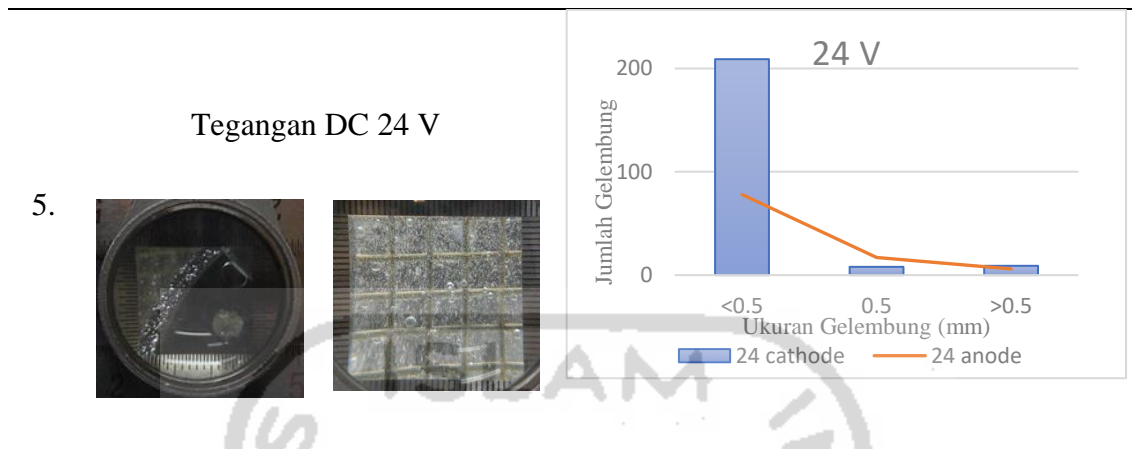 Tegangan DC 24 V
5.
24 V
Jumlah Gelembung
200
100
0
<0.5 0.5 >0.5
Ukuran Gelembung (mm)
24 cathode 24 anode
ISLAM